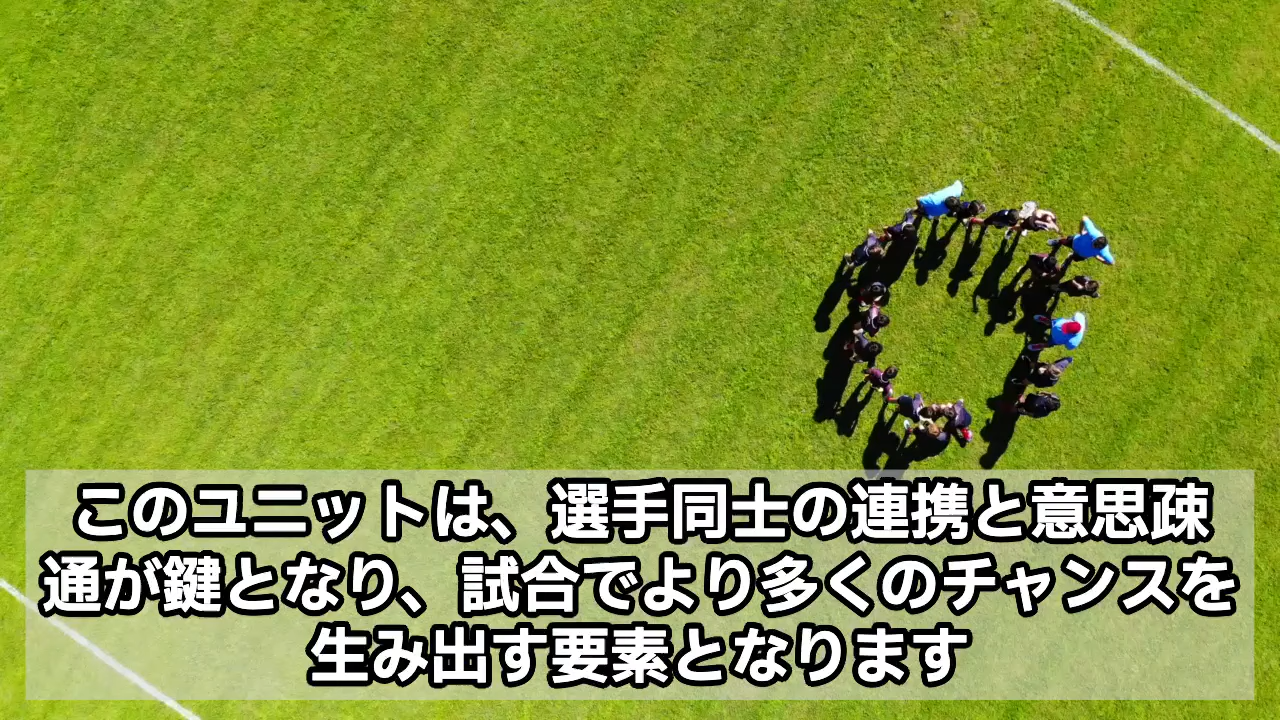 このユニットは、選手同士の連携と意思疎
通が鍵となり、試合でより多くのチャンスを
生み出す要素となります